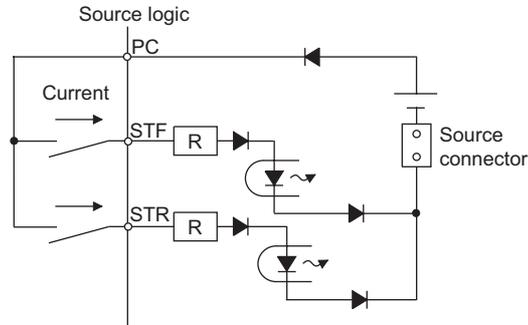 Source logic
PC
Current
STF
R
Source
connector
STR
R